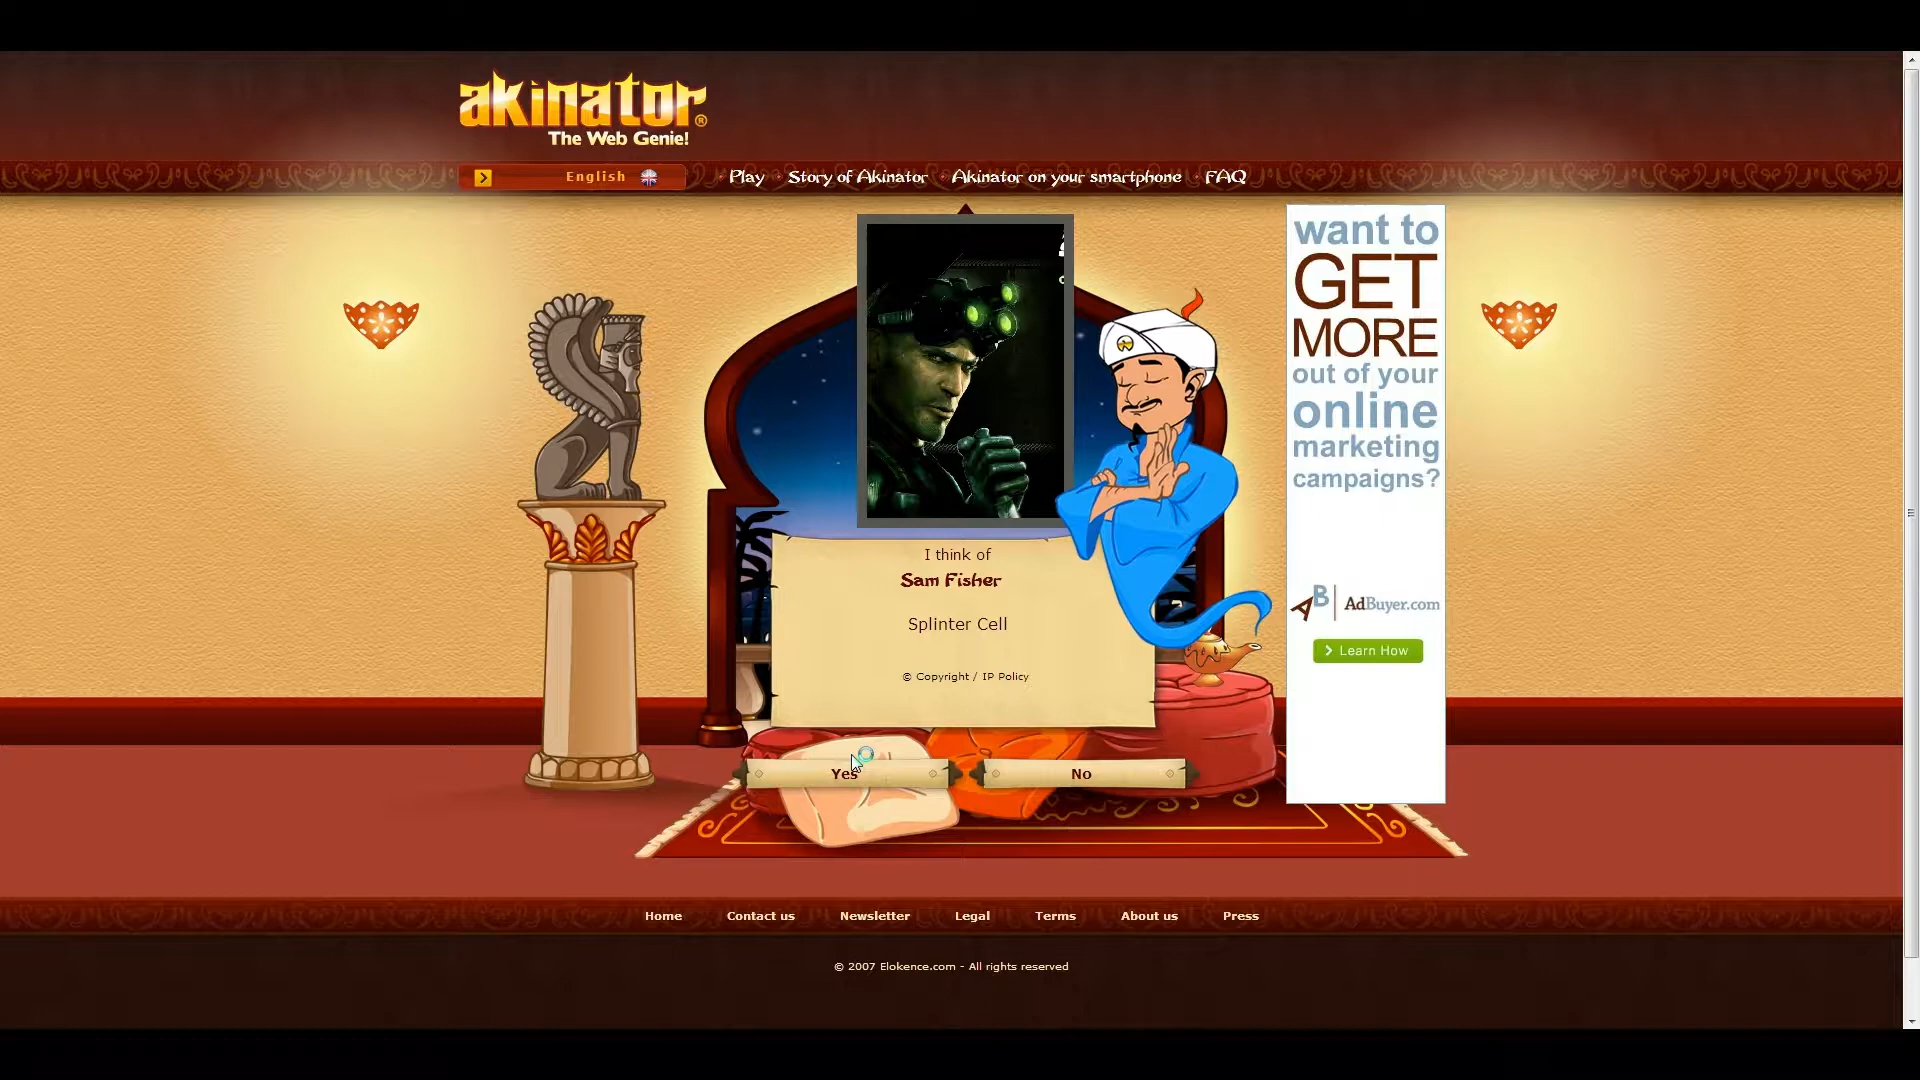 akinator®
The Web Genie!
English
Play
Story of Akinator
Akinator on your smartphone
FAQ
want to
GET
MORE
out of your
online
marketing
campaigns?
AB AdBuyer.com
Learn How
I think of
Sam Fisher
Splinter Cell
© Copyright / IP Policy
Yes
No
Home
Contact us
Newsletter
Legal
Terms
About us
Press
© 2007 Elokence.com - All rights reserved